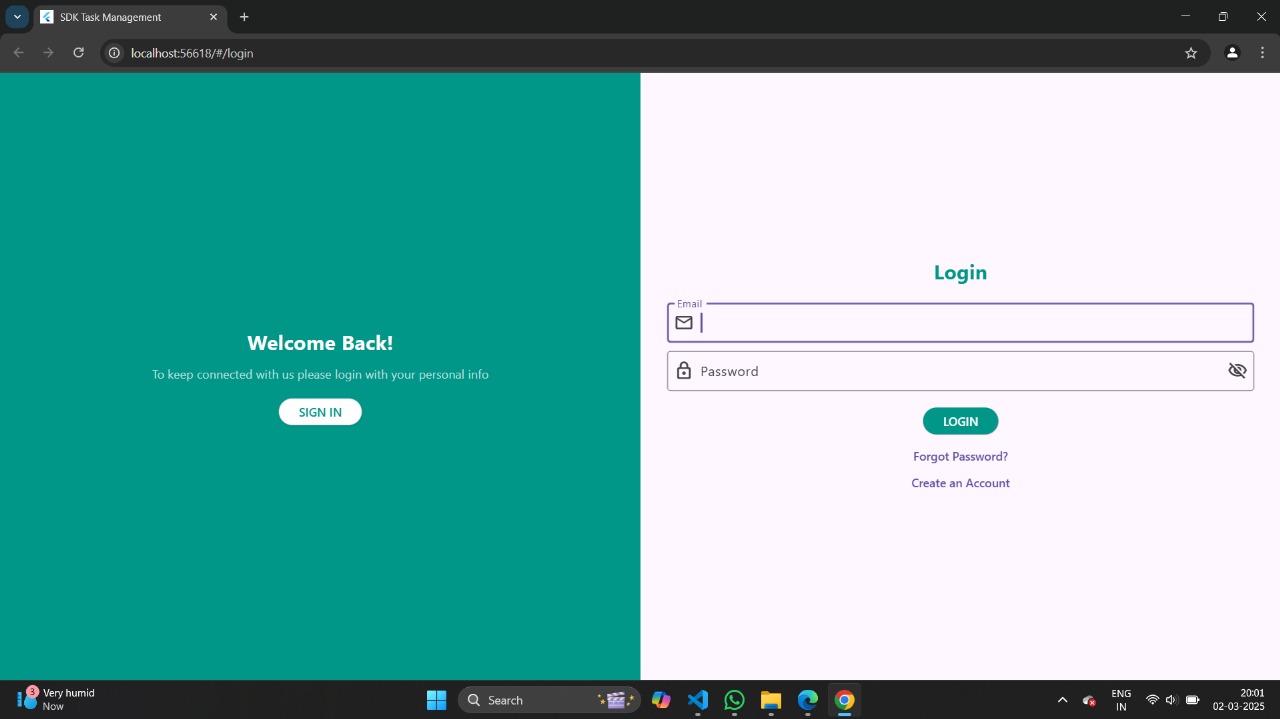 SDK Task Management
localhost:56618/#/login
Welcome Back!
To keep connected with us please login with your personal info
SIGN IN
Login
Email
Password
LOGIN
Forgot Password?
Create an Account
3
Very humid
Now
Search
ENG
IN
20:01
02-03-2025